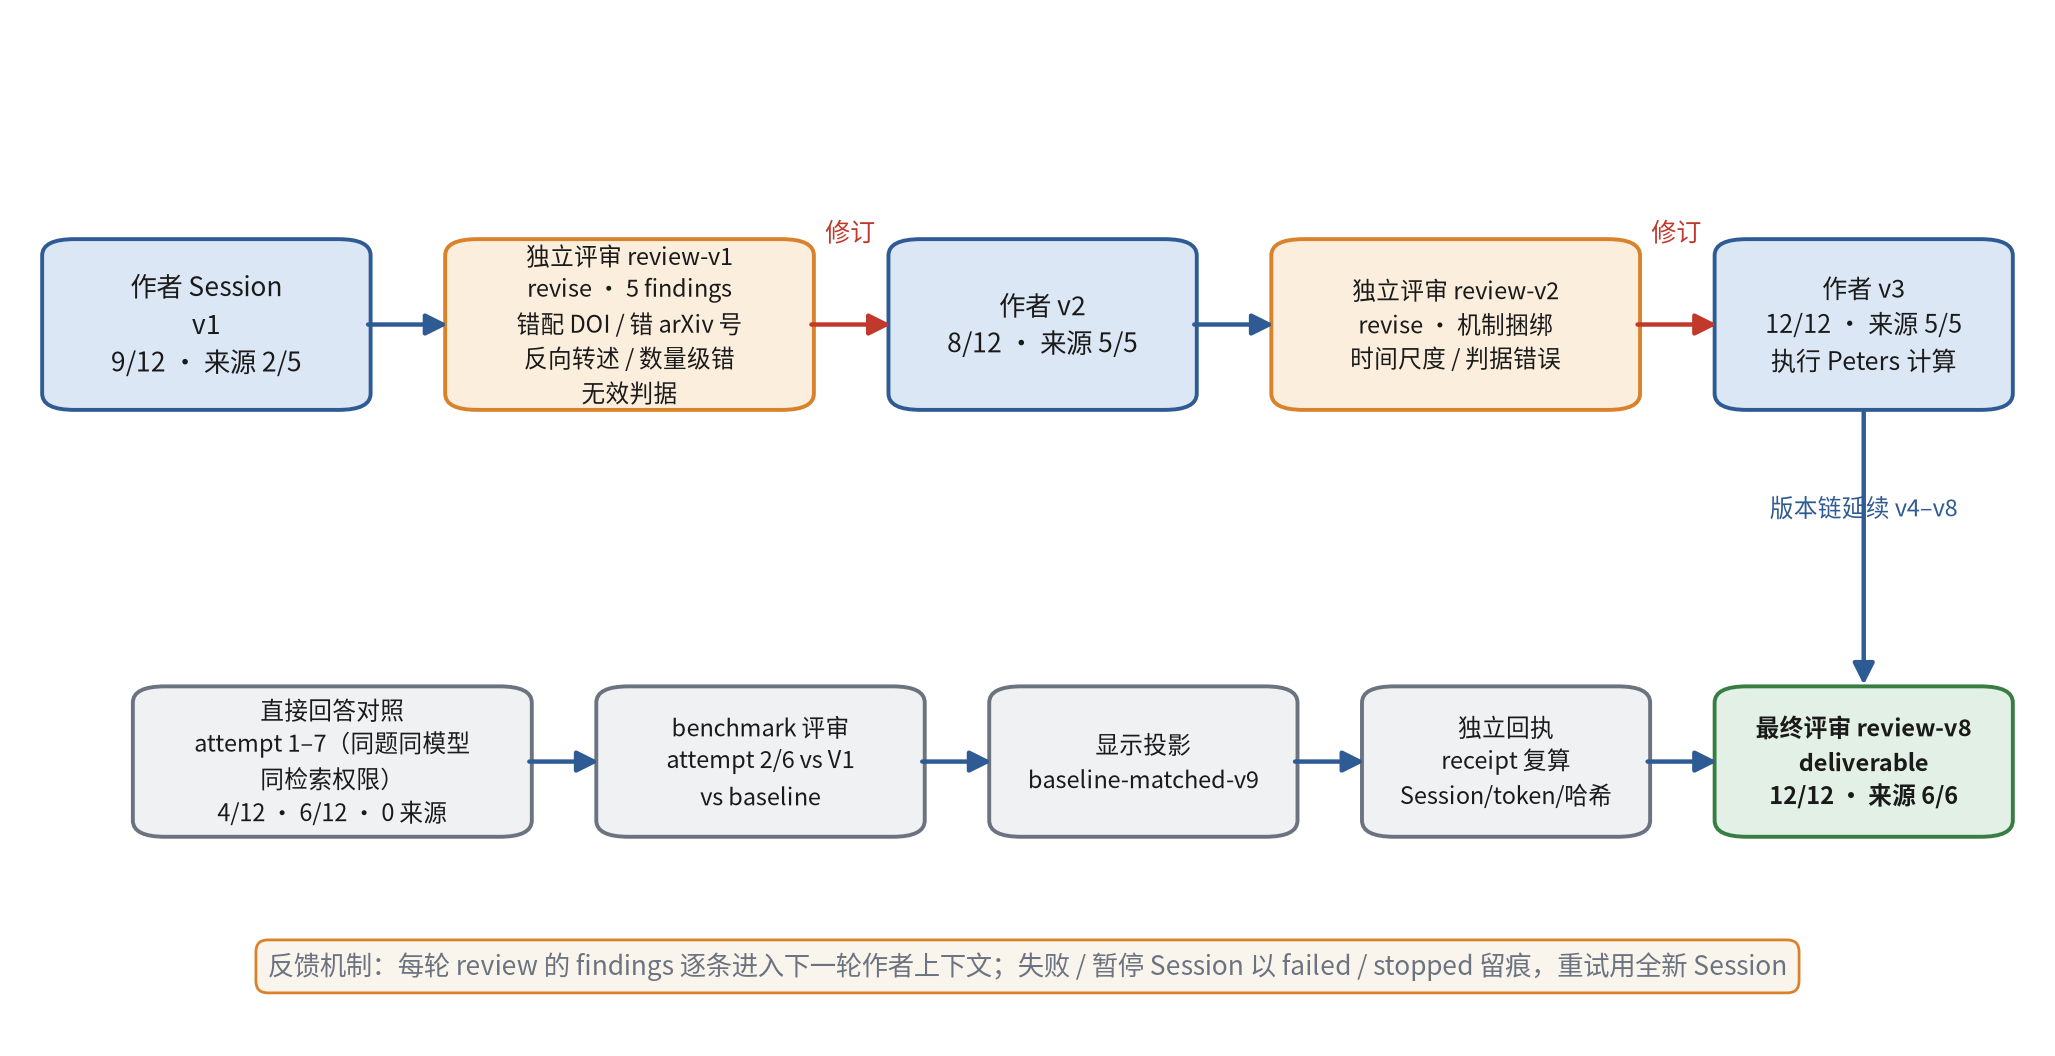 作者 Session
v1
9/12 · 来源 2/5
独立评审 review-v1
revise · 5 findings
错配 DOI / 错 arXiv 号
反向转述 / 数量级错
无效判据
修订
作者 v2
8/12 · 来源 5/5
独立评审 review-v2
revise · 机制捆绑
时间尺度 / 判据错误
修订
作者 v3
12/12 · 来源 5/5
执行 Peters 计算
版本链延续 v4–v8
直接回答对照
attempt 1–7（同题同模型
同检索权限）
4/12 · 6/12 · 0 来源
benchmark 评审
attempt 2/6 vs V1
vs baseline
显示投影
baseline-matched-v9
独立回执
receipt 复算
Session/token/哈希
最终评审 review-v8
deliverable
12/12 · 来源 6/6
反馈机制：每轮 review 的 findings 逐条进入下一轮作者上下文；失败 / 暂停 Session 以 failed / stopped 留痕，重试用全新 Session